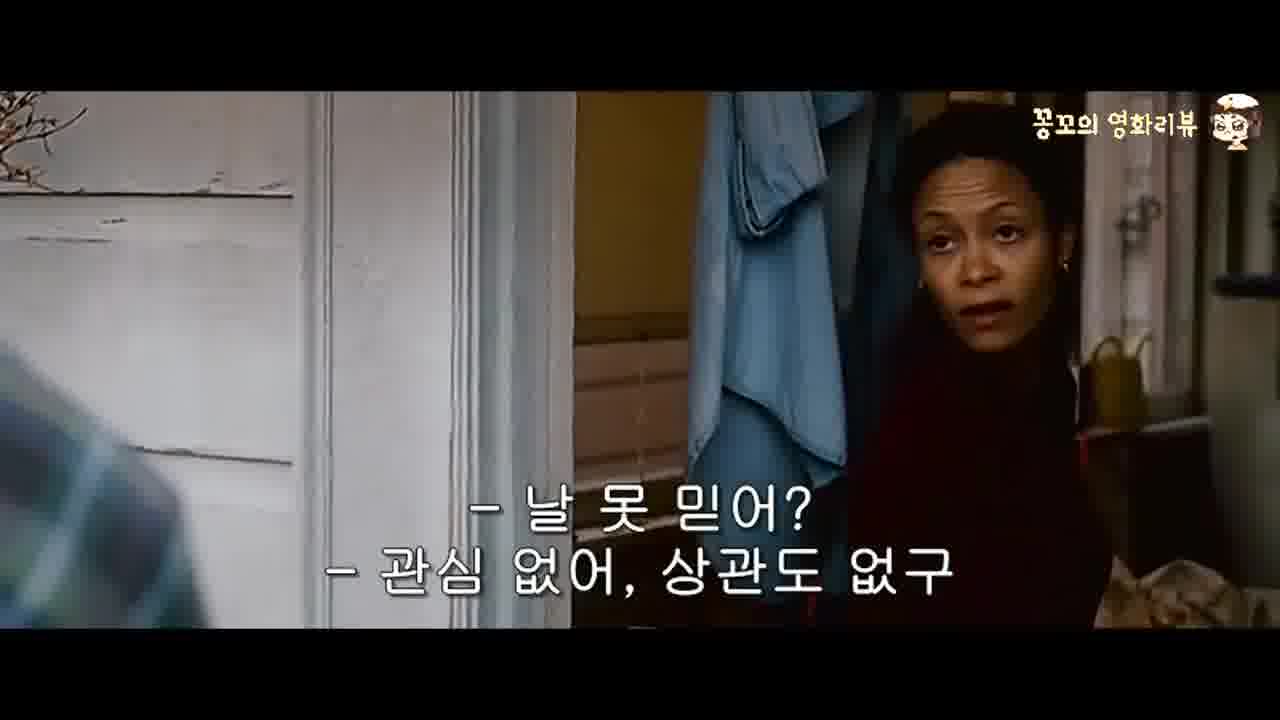 꽁꼬의 영화리뷰
- 날 못 믿어?
- 관심 없어, 상관도 없구